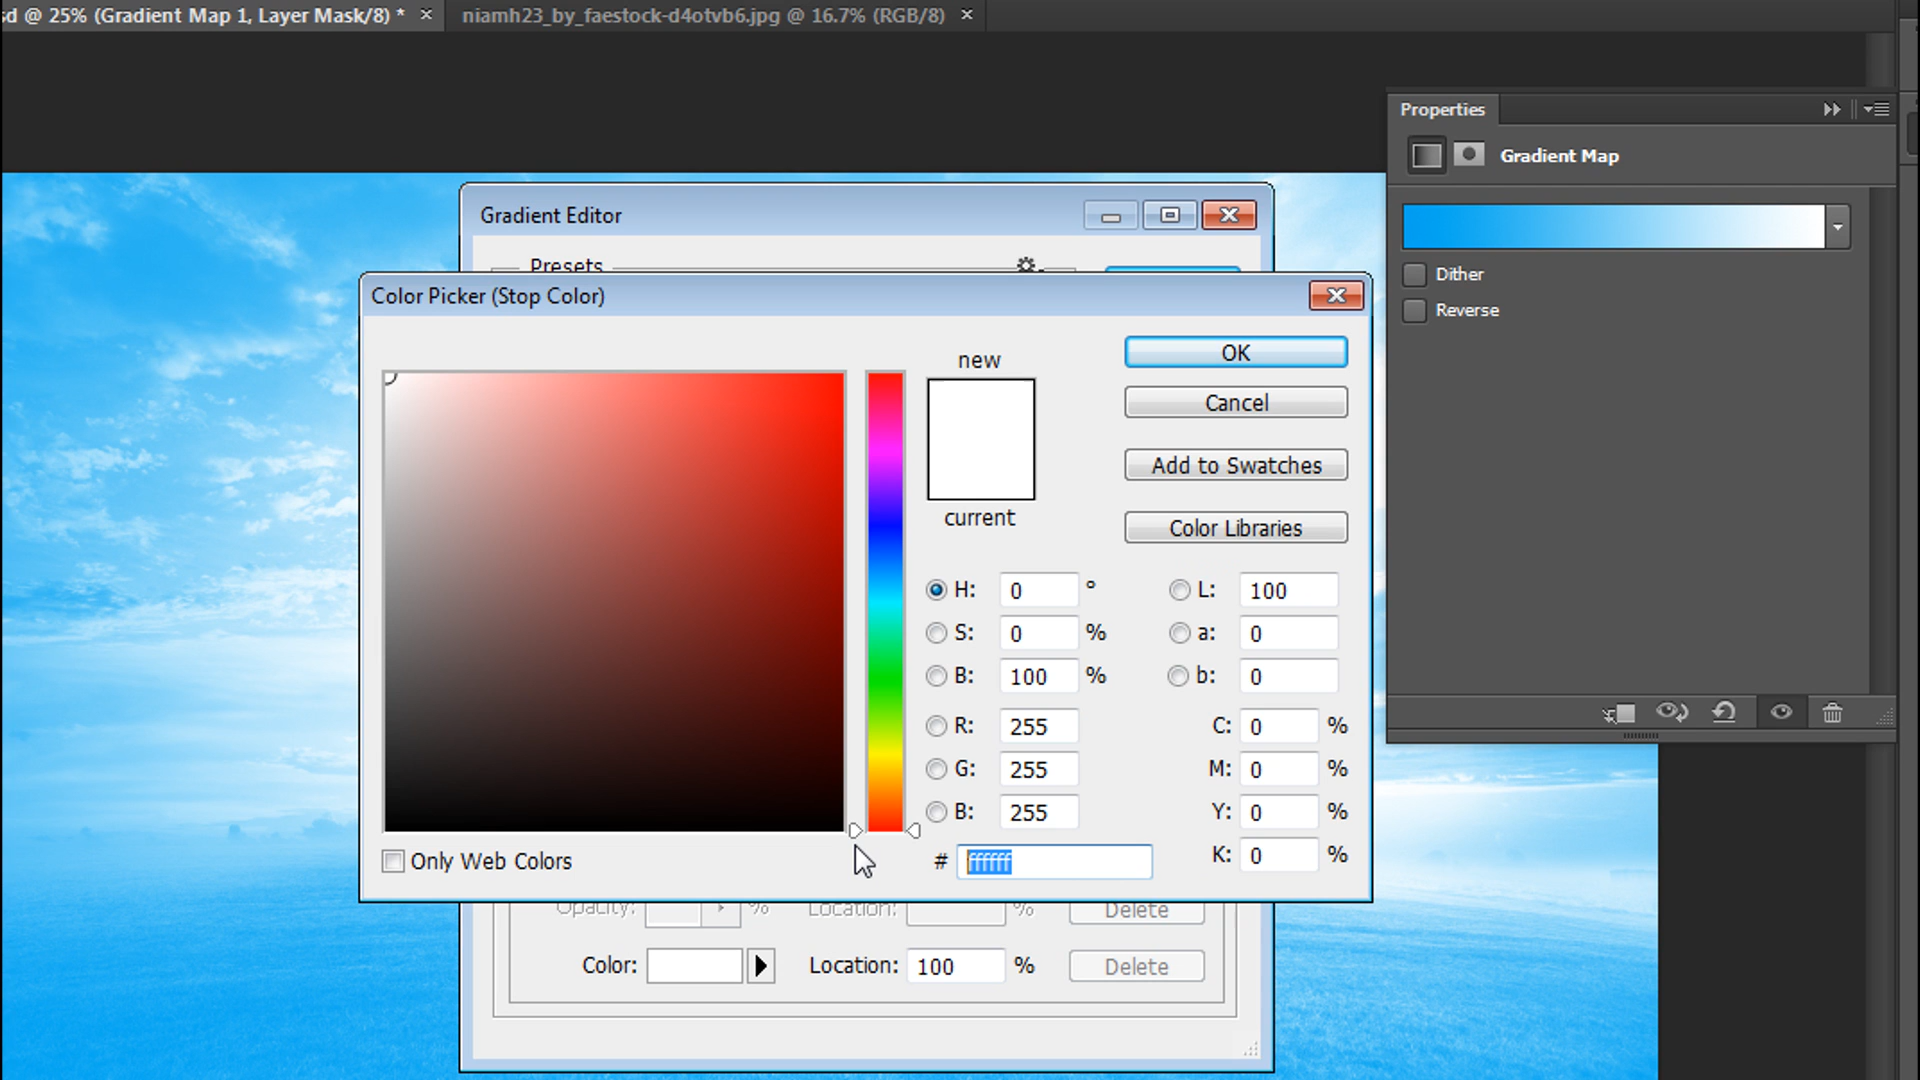 sd @ 25% (Gradient Map 1, Layer Mask/8) * ×
niamh23_by_faestock-d4otvb6.jpg @ 16.7% (RGB/8) ×
Properties
Gradient Map
Dither
Reverse
Gradient Editor
Presets
Color Picker (Stop Color)
new
current
OK
Cancel
Add to Swatches
Color Libraries
H: 0 °
S: 0 %
B: 100 %
R: 255
G: 255
B: 255
# ffffff
L: 100
a: 0
b: 0
C: 0 %
M: 0 %
Y: 0 %
K: 0 %
Only Web Colors
Opacity: % Location: % Delete
Color: Location: 100 % Delete